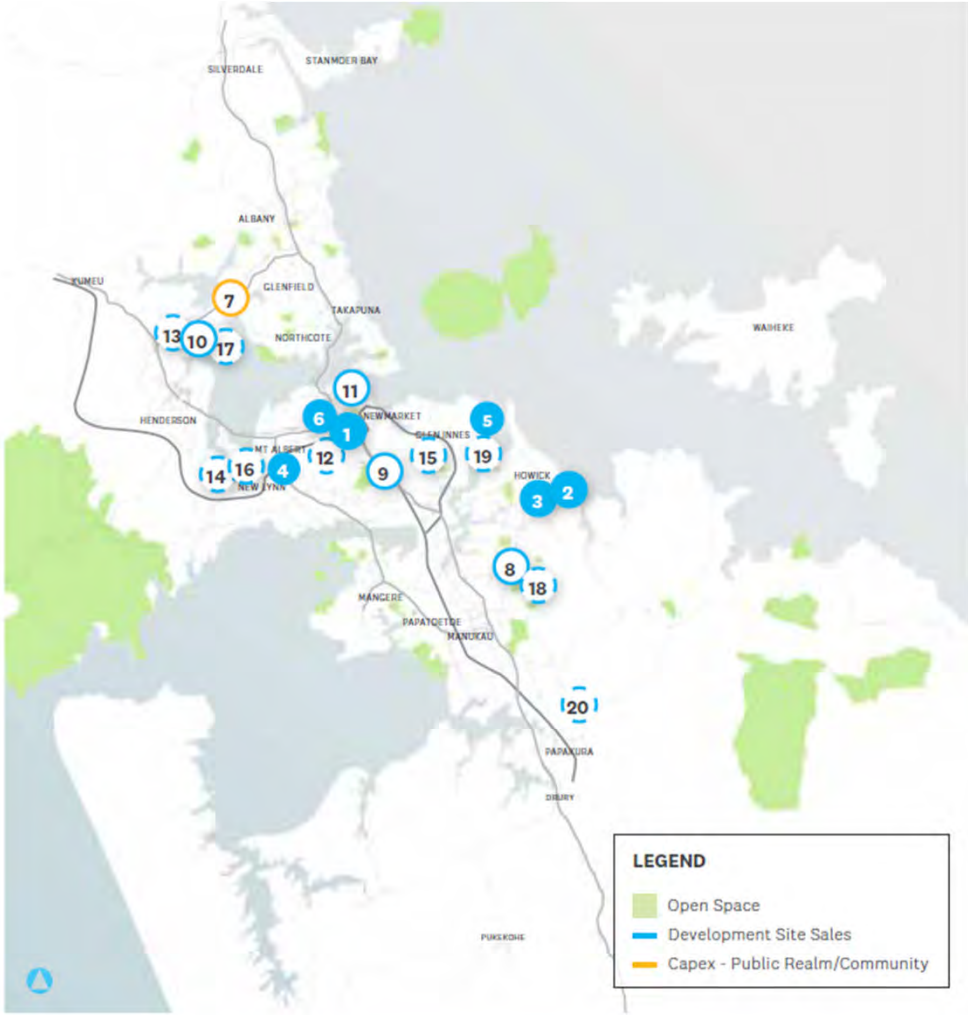 STANMOER BAY
SILVERDALE
ALBANY
KUMEU
GLENFIELD
7
TAKAPUNA
WAIHEKE
13
10
17
NORTHCOTE
11
HENDERSON
6
NEWMARKET
5
1
GLEN INNES
MT ALBERT
12
15
19
14
16
4
9
HOWICK
NEW LYNN
3
2
8
18
MANGERE
PAPATOETOE
MANUKAU
20
PAPAKURA
DRURY
LEGEND
Open Space
Development Site Sales
Capex - Public Realm/Community
PUKEKOHE